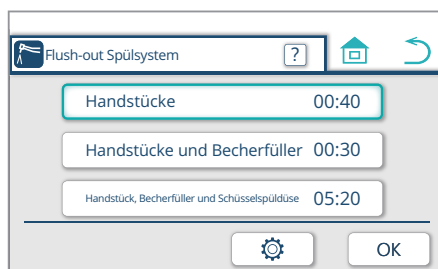 Flush-out Spülsystem ?
Handstücke 00:40
Handstücke und Becherfüller 00:30
Handstück, Becherfüller und Schüsselspüldüse 05:20
OK